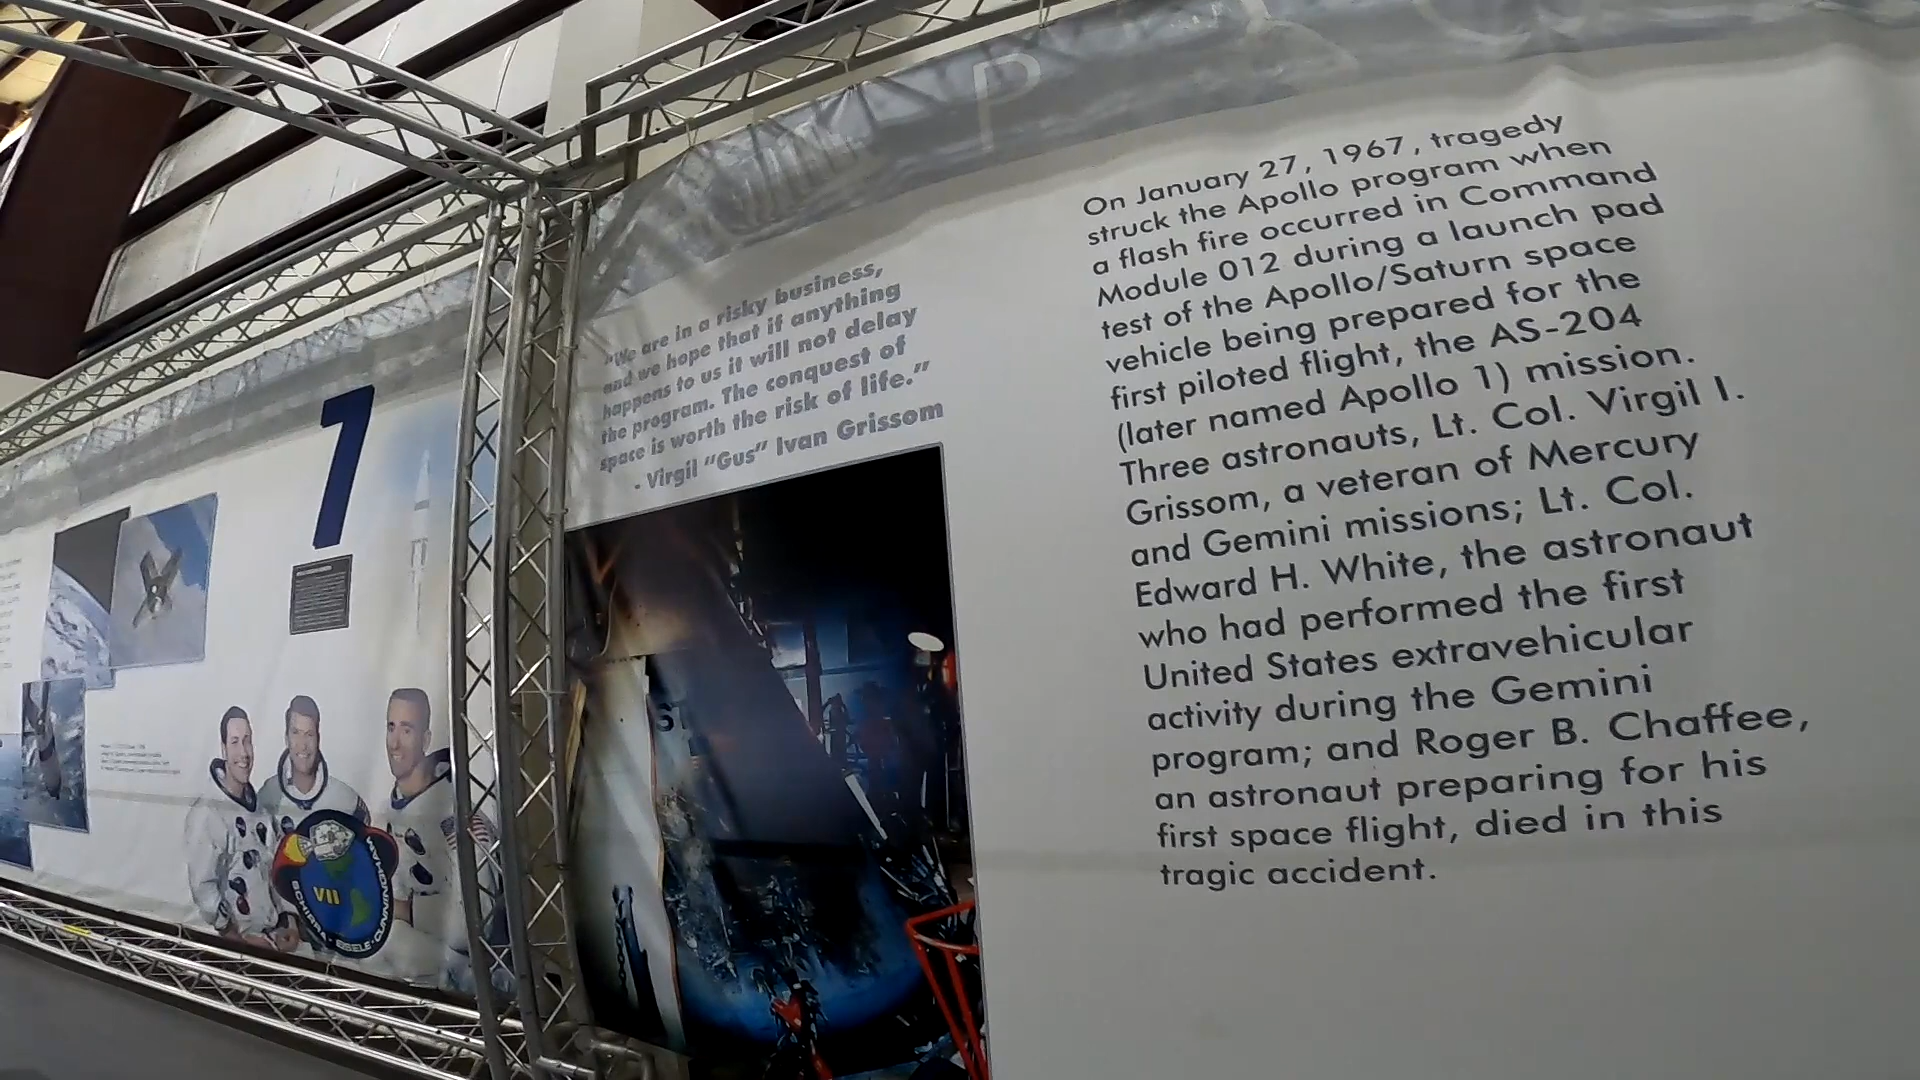 P
7
VII
SCHIRRA · EISELE · CUNNINGHAM
"We are in a risky business,
and we hope that if anything
happens to us it will not delay
the program. The conquest of
space is worth the risk of life."
- Virgil "Gus" Ivan Grissom
ST
On January 27, 1967, tragedy
struck the Apollo program when
a flash fire occurred in Command
Module 012 during a launch pad
test of the Apollo/Saturn space
vehicle being prepared for the
first piloted flight, the AS-204
(later named Apollo 1) mission.
Three astronauts, Lt. Col. Virgil I.
Grissom, a veteran of Mercury
and Gemini missions; Lt. Col.
Edward H. White, the astronaut
who had performed the first
United States extravehicular
activity during the Gemini
program; and Roger B. Chaffee,
an astronaut preparing for his
first space flight, died in this
tragic accident.